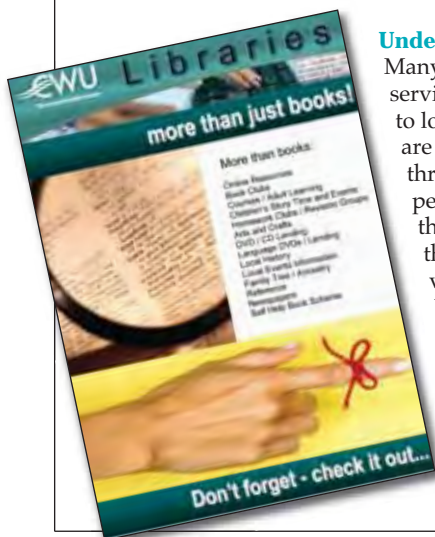 CWU Libraries
more than just books!
More than books:
Online Resources
Book Clubs
Courses / Adult Learning
Children's Story Time and Events
Homework Clubs / Revision Groups
Arts and Crafts
DVD / CD Lending
Language DVDs / Lending
Local History
Local Events Information
Family Tree / Ancestry
Reference
Newspapers
Self Help Book Scheme
Don't forget - check it out...
Unde
Many
servi
to lo
are
thr
pe
th
th
v